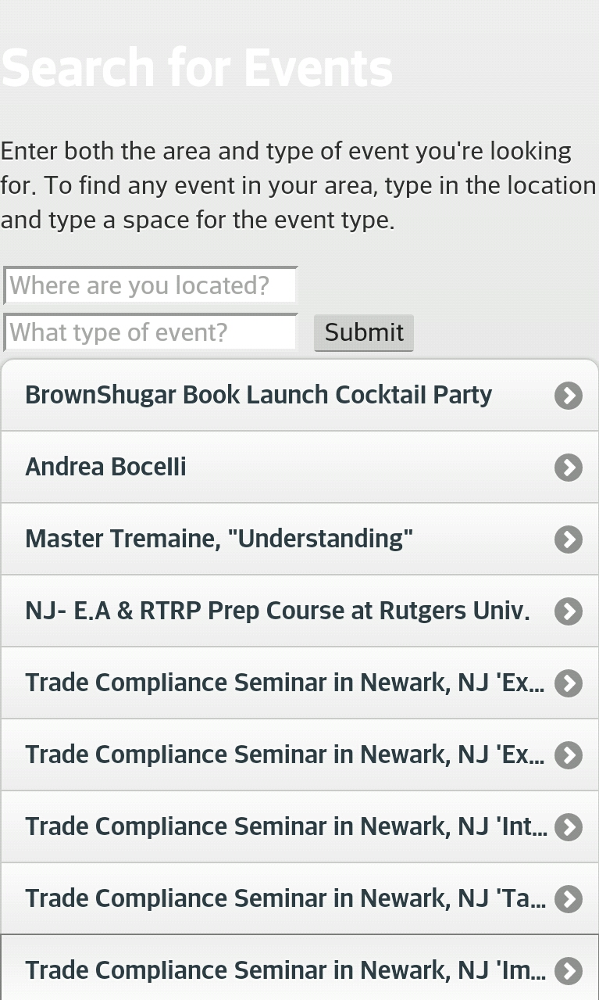 Search for Events
Enter both the area and type of event you're looking
for. To find any event in your area, type in the location
and type a space for the event type.
Where are you located?
What type of event?
Submit
BrownShugar Book Launch Cocktail Party
Andrea Bocelli
Master Tremaine, "Understanding"
NJ- E.A & RTRP Prep Course at Rutgers Univ.
Trade Compliance Seminar in Newark, NJ 'Ex...
Trade Compliance Seminar in Newark, NJ 'Ex...
Trade Compliance Seminar in Newark, NJ 'Int...
Trade Compliance Seminar in Newark, NJ 'Ta...
Trade Compliance Seminar in Newark, NJ 'Im...